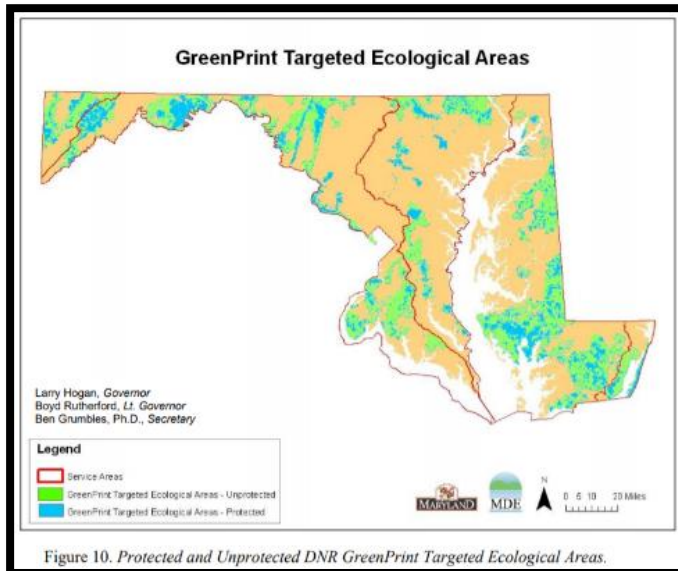 GreenPrint Targeted Ecological Areas
Larry Hogan, Governor
Boyd Rutherford, Lt. Governor
Ben Grumbles, Ph.D., Secretary
Legend
Service Areas
GreenPrint Targeted Ecological Areas - Unprotected
GreenPrint Targeted Ecological Areas - Protected
MARYLAND
MDE
N
0 5 10 20 Miles
Figure 10. Protected and Unprotected DNR GreenPrint Targeted Ecological Areas.